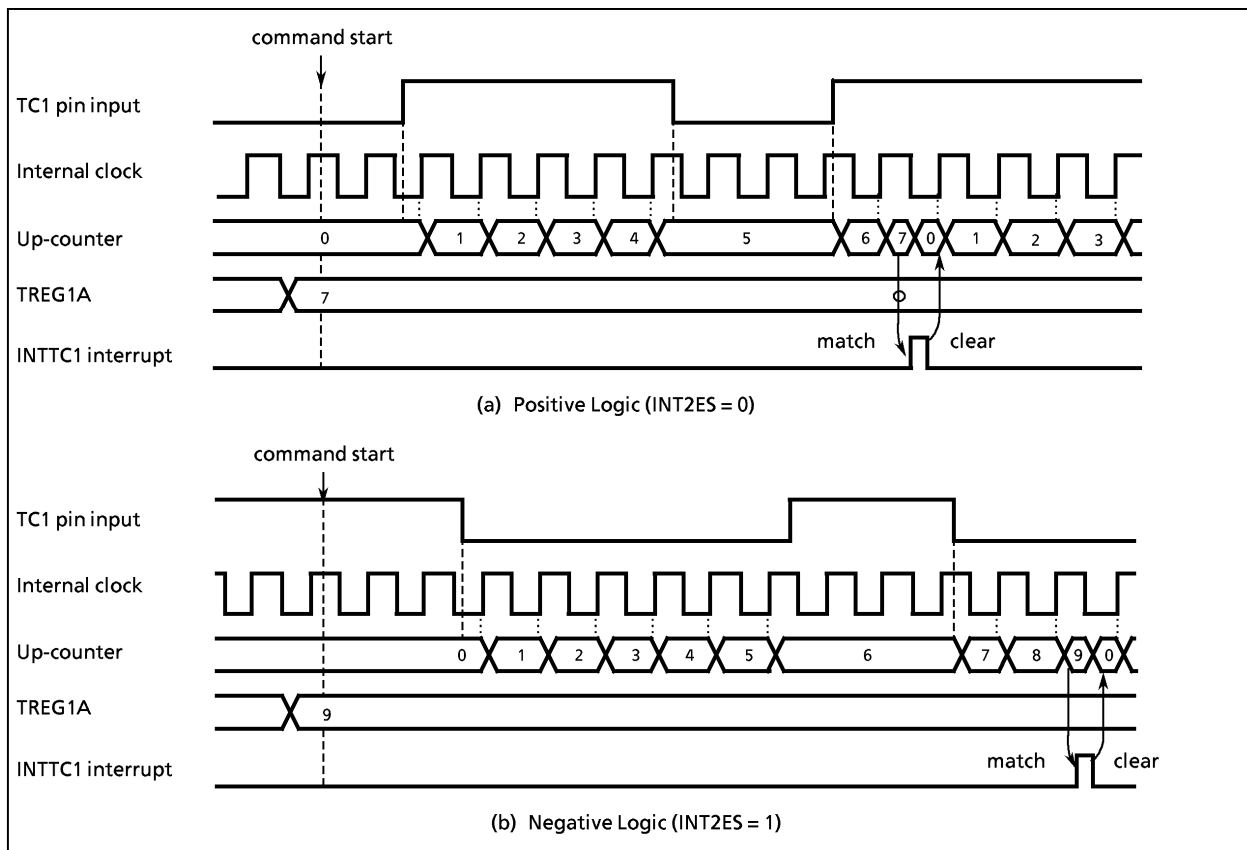 command start
TC1 pin input
Internal clock
Up-counter 0 1 2 3 4 5 6 7 0 1 2 3
TREG1A 7
match clear
INTTC1 interrupt
(a) Positive Logic (INT2ES = 0)
command start
TC1 pin input
Internal clock
Up-counter 0 1 2 3 4 5 6 7 8 9 0
TREG1A 9
match clear
INTTC1 interrupt
(b) Negative Logic (INT2ES = 1)